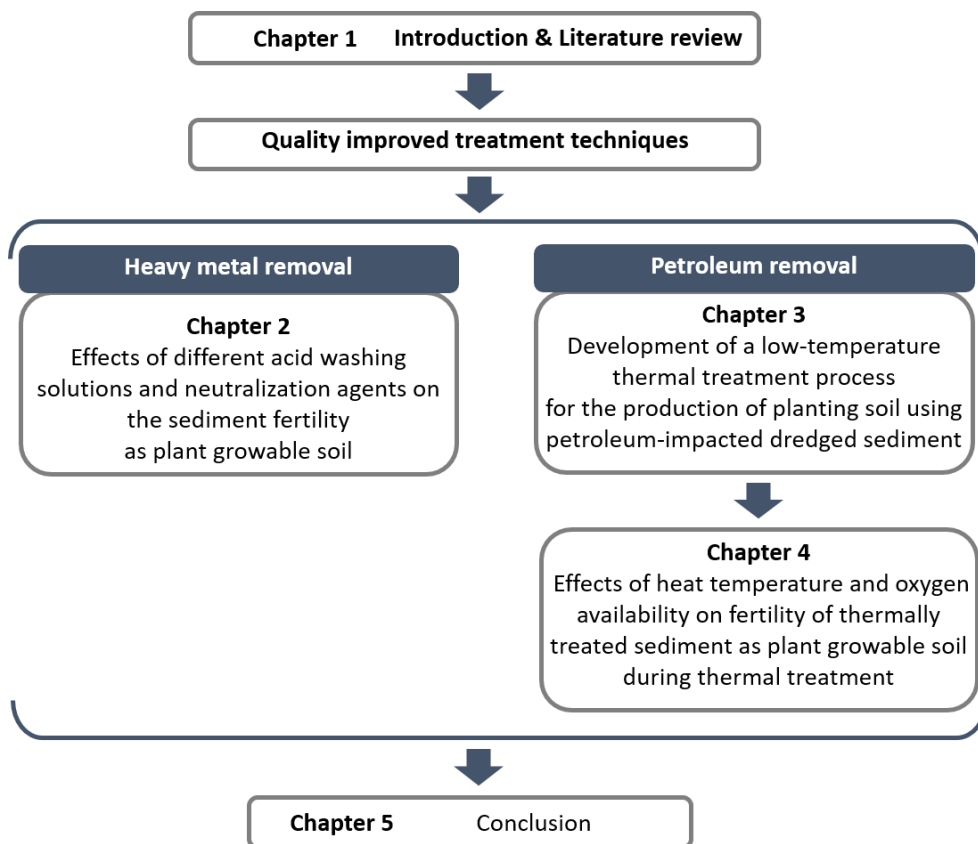 Chapter 1 Introduction & Literature review
Quality improved treatment techniques
Heavy metal removal
Chapter 2
Effects of different acid washing
solutions and neutralization agents on
the sediment fertility
as plant growable soil
Petroleum removal
Chapter 3
Development of a low-temperature
thermal treatment process
for the production of planting soil using
petroleum-impacted dredged sediment
Chapter 4
Effects of heat temperature and oxygen
availability on fertility of thermally
treated sediment as plant growable soil
during thermal treatment
Chapter 5 Conclusion